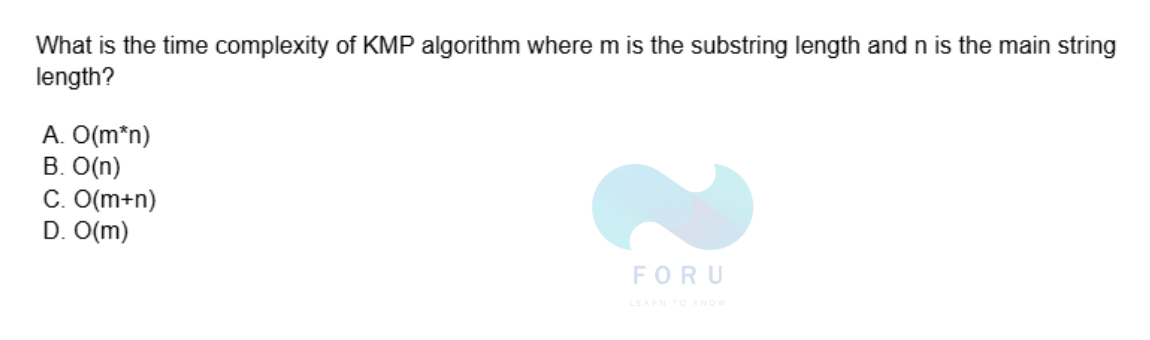 What is the time complexity of KMP algorithm where m is the substring length and n is the main string
length?
A. O(m*n)
B. O(n)
C. O(m+n)
D. O(m)
FORU
LEARN TO KNOW